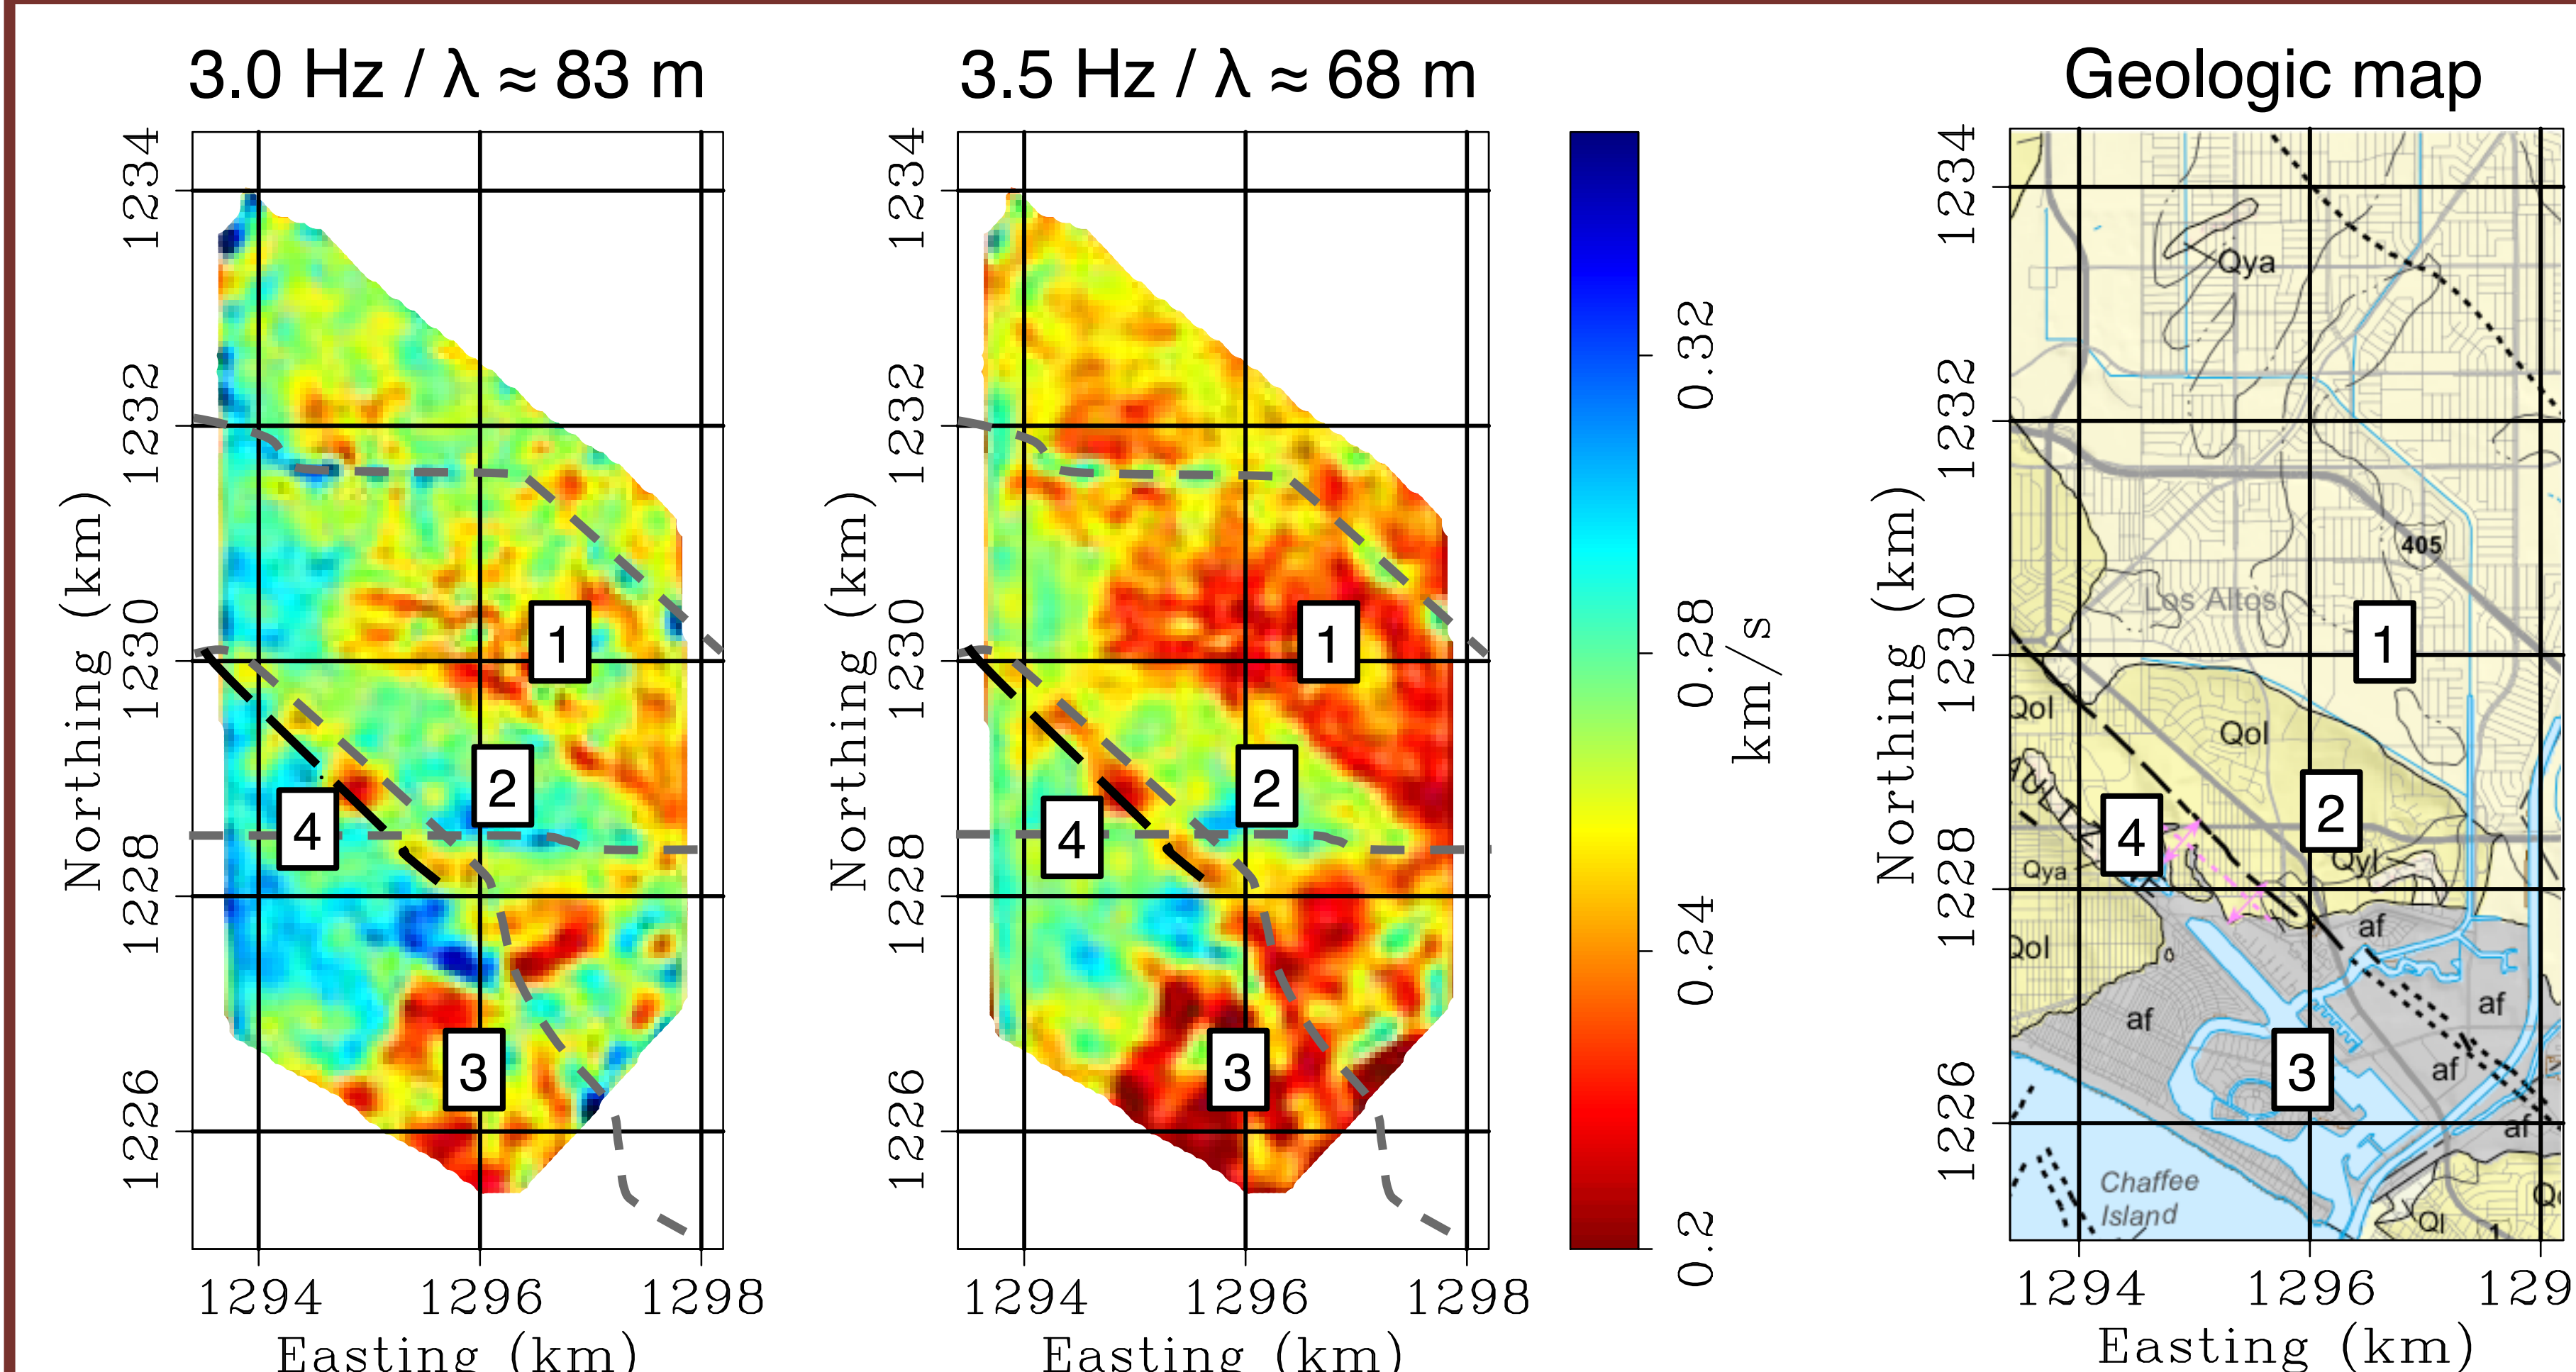 3.0 Hz / λ ≈ 83 m
1234
1232
1230
1228
1226
Northing (km)
1
2
4
3
1294 1296 1298
Easting (km)
3.5 Hz / λ ≈ 68 m
1234
1232
1230
1228
1226
Northing (km)
1
2
4
3
1294 1296 1298
Easting (km)
0.32
0.28
0.24
0.2
km/s
Geologic map
1234
1232
1230
1228
1226
Northing (km)
Qya
405
Los Altos
1
Qol
Qol
2
4
Qyl
Qya
af
Qol
af
af
af
3
af
Chaffee
Island
Ql
1
1294 1296 129
Easting (km)